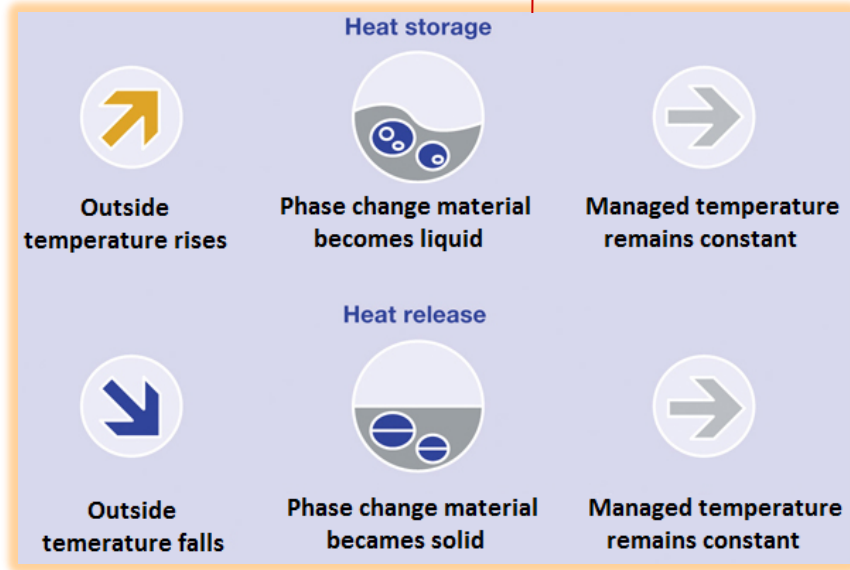 Heat storage
Outside
temperature rises
Phase change material
becomes liquid
Managed temperature
remains constant
Heat release
Outside
temerature falls
Phase change material
becames solid
Managed temperature
remains constant